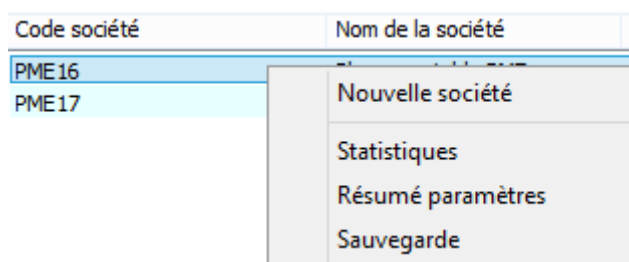 Code société Nom de la société
PME16
PME17
Nouvelle société
Statistiques
Résumé paramètres
Sauvegarde